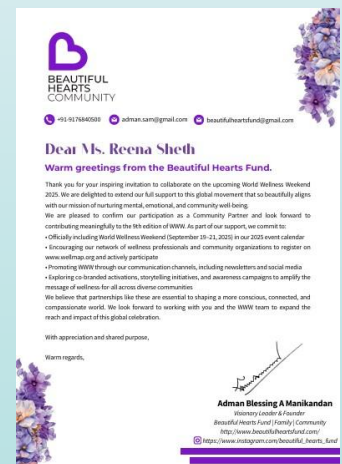 BEAUTIFUL
HEARTS
COMMUNITY
+91-9176840500 adman.sam@gmail.com beautifulheartsfund@gmail.com
Dear Ms. Reena Sheth
Warm greetings from the Beautiful Hearts Fund.
Thank you for your inspiring invitation to collaborate on the upcoming World Wellness Weekend
2025. We are delighted to extend our full support to this global movement that so beautifully aligns
with our mission of nurturing mental, emotional, and community well-being.
We are pleased to confirm our participation as a Community Partner and look forward to
contributing meaningfully to the 9th edition of WWW. As part of our support, we commit to:
• Officially including World Wellness Weekend (September 19–21, 2025) in our 2025 event calendar
• Encouraging our network of wellness professionals and community organizations to register on
www.wellmap.org and actively participate
• Promoting WWW through our communication channels, including newsletters and social media
• Exploring co-branded activations, storytelling initiatives, and awareness campaigns to amplify the
message of wellness for all across diverse communities
We believe that partnerships like these are essential to shaping a more conscious, connected, and
compassionate world. We look forward to working with you and the WWW team to expand the
reach and impact of this global celebration.
With appreciation and shared purpose,
Warm regards,
Adman Blessing A Manikandan
Visionary Leader & Founder
Beautiful Hearts Fund | Family | Community
http://www.beautifulheartsfund.com/
https://www.instagram.com/beautiful_hearts_fund